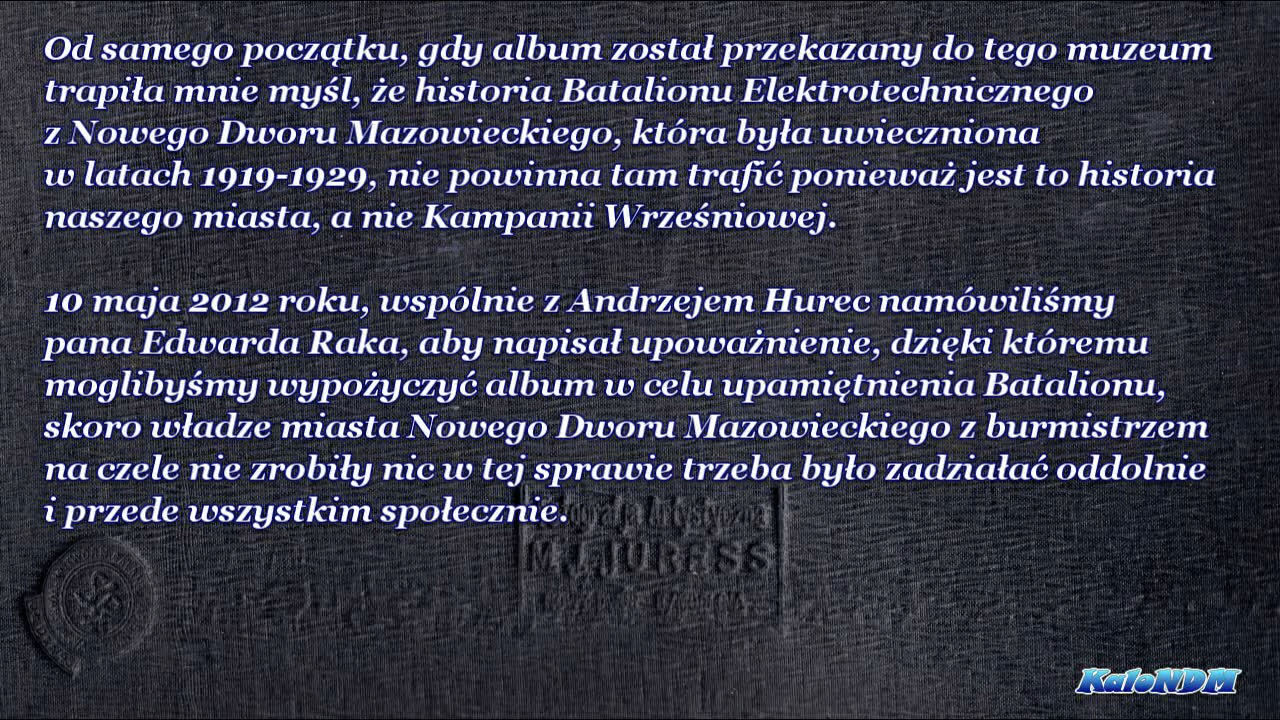 Od samego początku, gdy album został przekazany do tego muzeum
trapiła mnie myśl, że historia Batalionu Elektrotechnicznego
z Nowego Dworu Mazowieckiego, która była uwieczniona
w latach 1919-1929, nie powinna tam trafić ponieważ jest to historia
naszego miasta, a nie Kampanii Wrześniowej.
10 maja 2012 roku, wspólnie z Andrzejem Hurec namówiliśmy
pana Edwarda Raka, aby napisał upoważnienie, dzięki któremu
moglibyśmy wypożyczyć album w celu upamiętnienia Batalionu,
skoro władze miasta Nowego Dworu Mazowieckiego z burmistrzem
na czele nie zrobiły nic w tej sprawie trzeba było zadziałać oddolnie
i przede wszystkim społecznie.
Artystyczna
KaloNDM